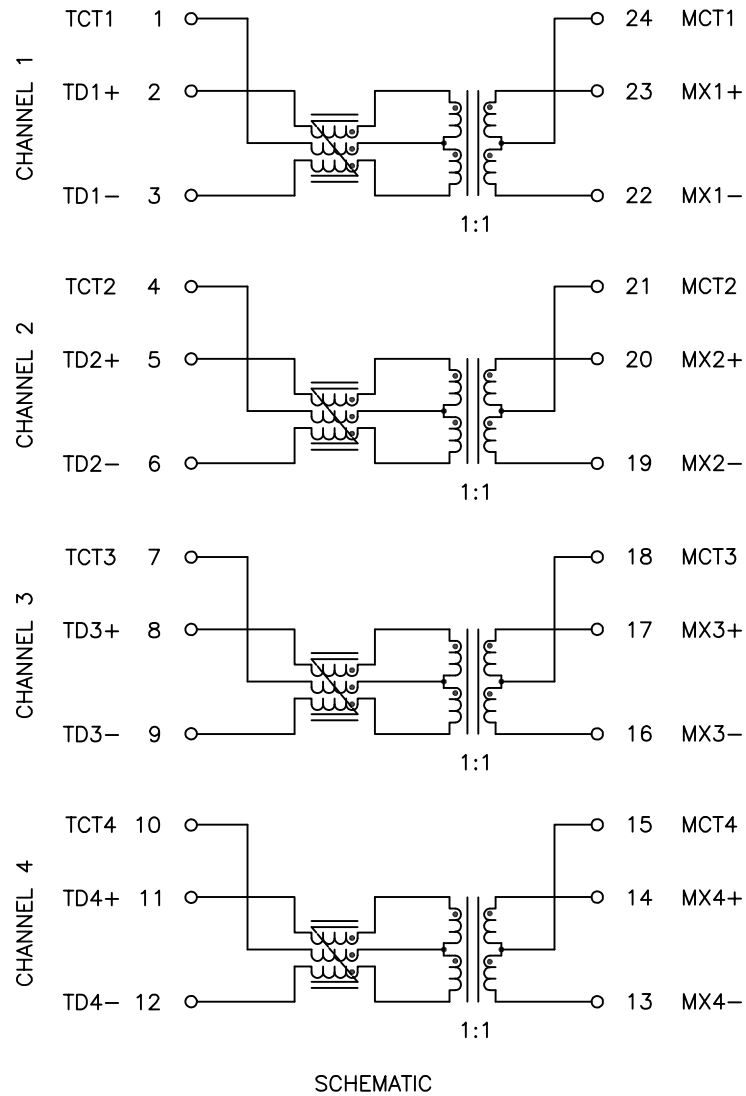 CHANNEL 1
TCT1 1 24 MCT1
TD1+ 2 23 MX1+
TD1− 3 22 MX1−
1:1
CHANNEL 2
TCT2 4 21 MCT2
TD2+ 5 20 MX2+
TD2− 6 19 MX2−
1:1
CHANNEL 3
TCT3 7 18 MCT3
TD3+ 8 17 MX3+
TD3− 9 16 MX3−
1:1
CHANNEL 4
TCT4 10 15 MCT4
TD4+ 11 14 MX4+
TD4− 12 13 MX4−
1:1
SCHEMATIC